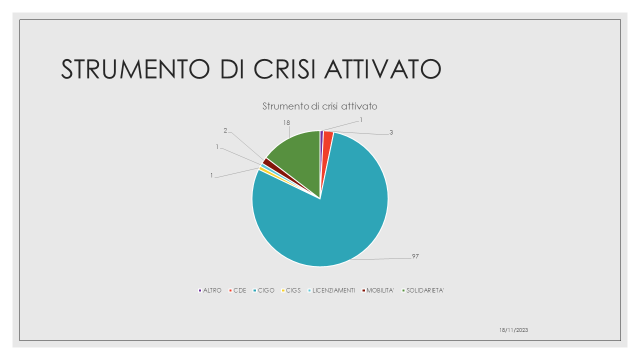 STRUMENTO DI CRISI ATTIVATO
Strumento di crisi attivato
1
3
18
2
1
1
97
ALTRO CDE CIGO CIGS LICENZIAMENTI MOBILITA' SOLIDARIETA'
15/11/2023